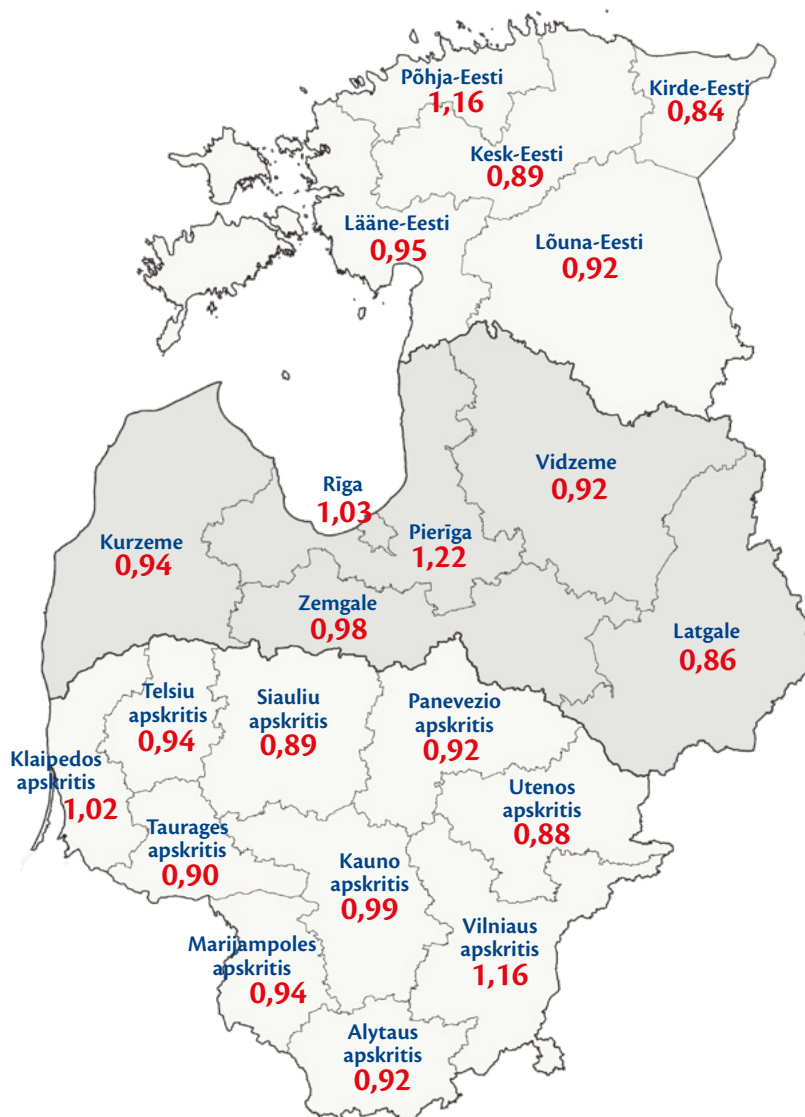 Põhja-Eesti
1,16
Kirde-Eesti
0,84
Kesk-Eesti
0,89
Lääne-Eesti
0,95
Lõuna-Eesti
0,92
Vidzeme
0,92
Rīga
1,03
Pierīga
1,22
Kurzeme
0,94
Zemgale
0,98
Latgale
0,86
Telsiu
apskritis
0,94
Siauliu
apskritis
0,89
Panevezio
apskritis
0,92
Klaipedos
apskritis
1,02
Utenos
apskritis
0,88
Taurages
apskritis
0,90
Kauno
apskritis
0,99
Vilniaus
apskritis
1,16
Marijampoles
apskritis
0,94
Alytaus
apskritis
0,92